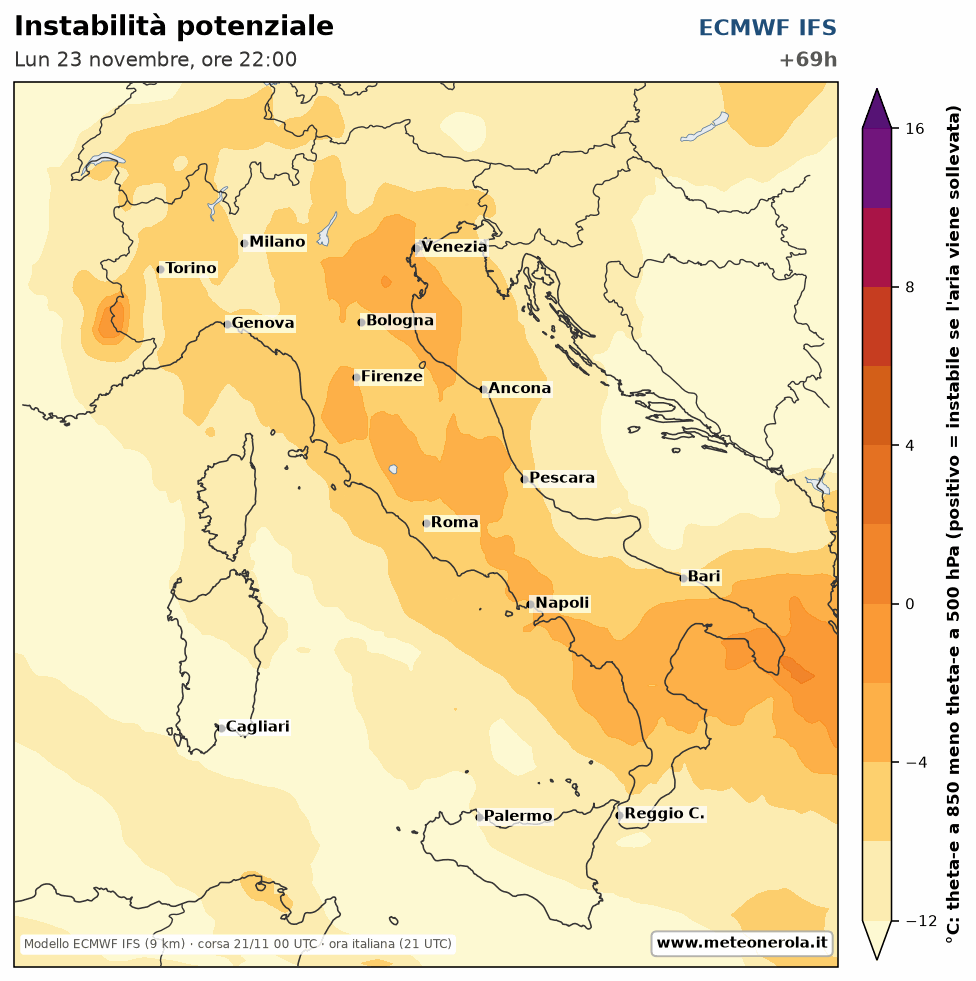 Instabilità potenziale
ECMWF IFS
Lun 23 novembre, ore 22:00
+69h
Milano
Venezia
Torino
Genova
Bologna
Firenze
Ancona
Pescara
Roma
Bari
Napoli
Cagliari
Palermo
Reggio C.
16
8
4
0
−4
−12
°C: theta-e a 850 meno theta-e a 500 hPa (positivo = instabile se l'aria viene sollevata)
Modello ECMWF IFS (9 km) · corsa 21/11 00 UTC · ora italiana (21 UTC)
www.meteonerola.it